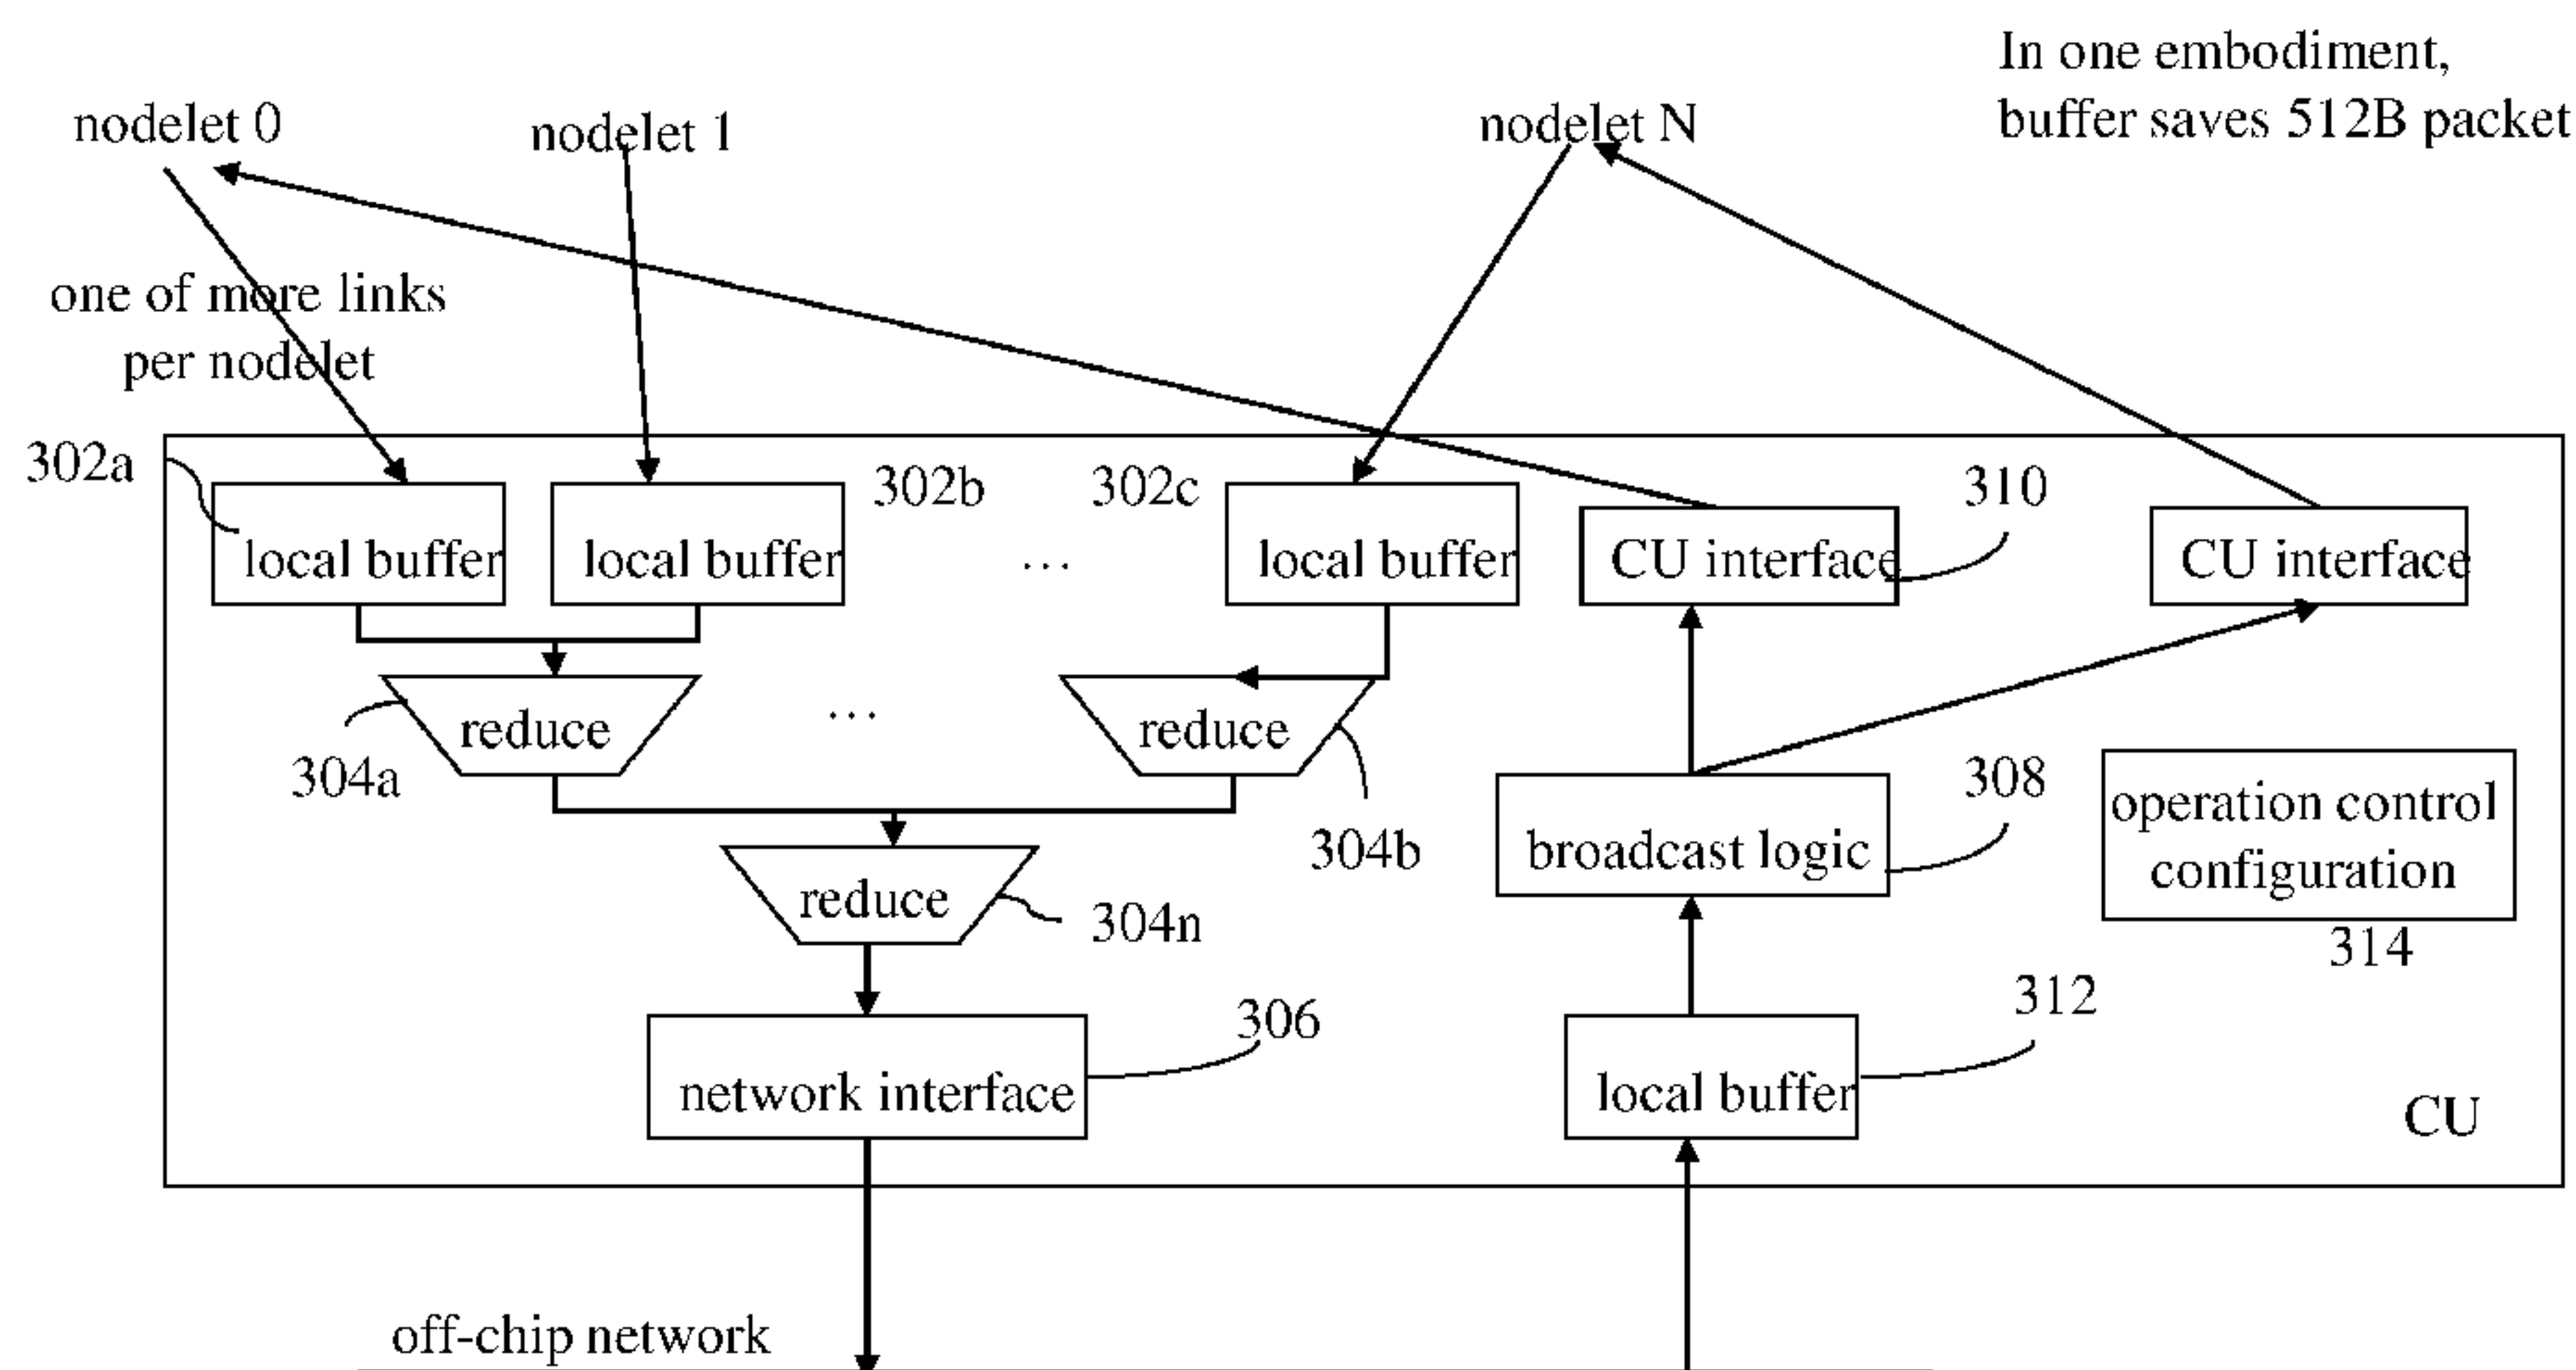 In one embodiment,
buffer saves 512B packet
nodelet 0
nodelet 1
nodelet N
one of more links
per nodelet
302a
302b
302c
310
local buffer
local buffer
...
local buffer
CU interface
CU interface
reduce
...
reduce
304a
304b
308
broadcast logic
operation control
configuration
314
reduce
304n
312
306
network interface
local buffer
CU
off-chip network